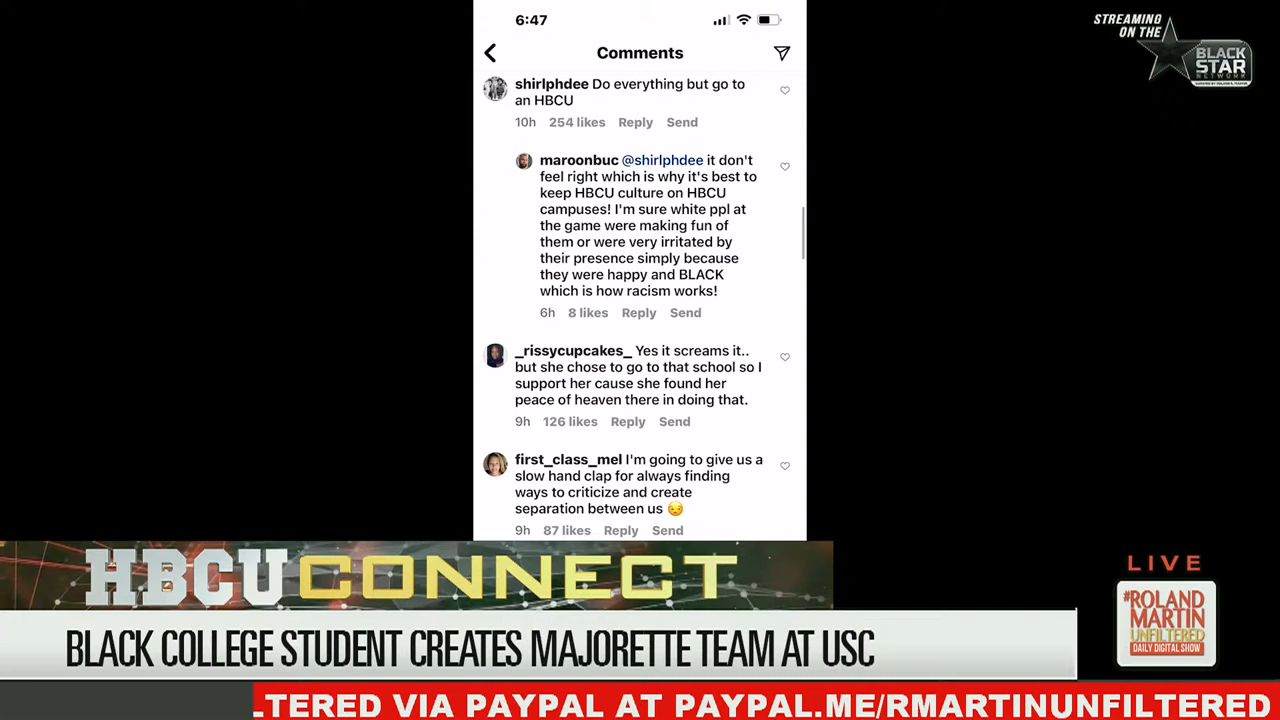 6:47
STREAMING
ON THE
BLACK
STAR
NETWORK
Comments
shirlphdee Do everything but go to
an HBCU
10h 254 likes Reply Send
maroonbuc @shirlphdee it don't
feel right which is why it's best to
keep HBCU culture on HBCU
campuses! I'm sure white ppl at
the game were making fun of
them or were very irritated by
their presence simply because
they were happy and BLACK
which is how racism works!
6h 8 likes Reply Send
_rissycupcakes_ Yes it screams it..
but she chose to go to that school so I
support her cause she found her
peace of heaven there in doing that.
9h 126 likes Reply Send
first_class_mel I'm going to give us a
slow hand clap for always finding
ways to criticize and create
separation between us 😒
9h 87 likes Reply Send
HBCU CONNECT
BLACK COLLEGE STUDENT CREATES MAJORETTE TEAM AT USC
LIVE
#ROLAND
MARTIN
UNFILTERED
DAILY DIGITAL SHOW
LTERED VIA PAYPAL AT PAYPAL.ME/RMARTINUNFILTERED